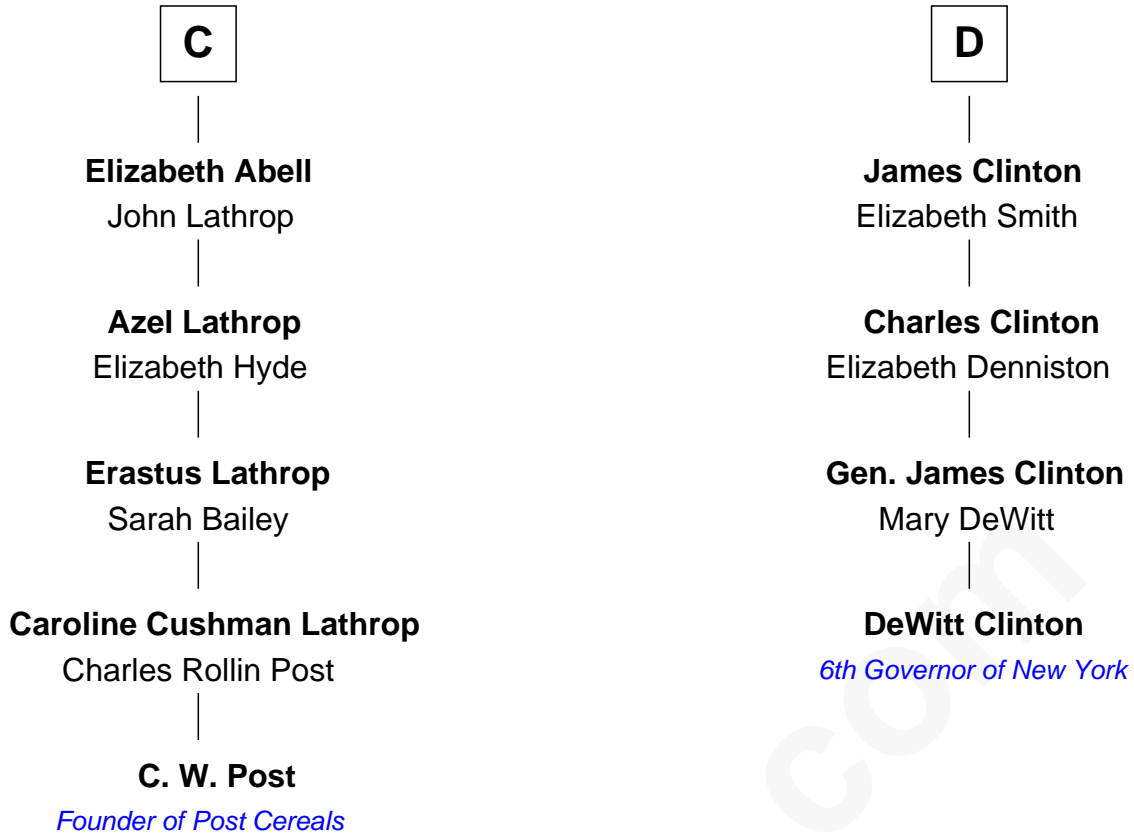 C
Elizabeth Abell
John Lathrop
Azel Lathrop
Elizabeth Hyde
Erastus Lathrop
Sarah Bailey
Caroline Cushman Lathrop
Charles Rollin Post
C. W. Post
Founder of Post Cereals
D
James Clinton
Elizabeth Smith
Charles Clinton
Elizabeth Denniston
Gen. James Clinton
Mary DeWitt
DeWitt Clinton
6th Governor of New York
com